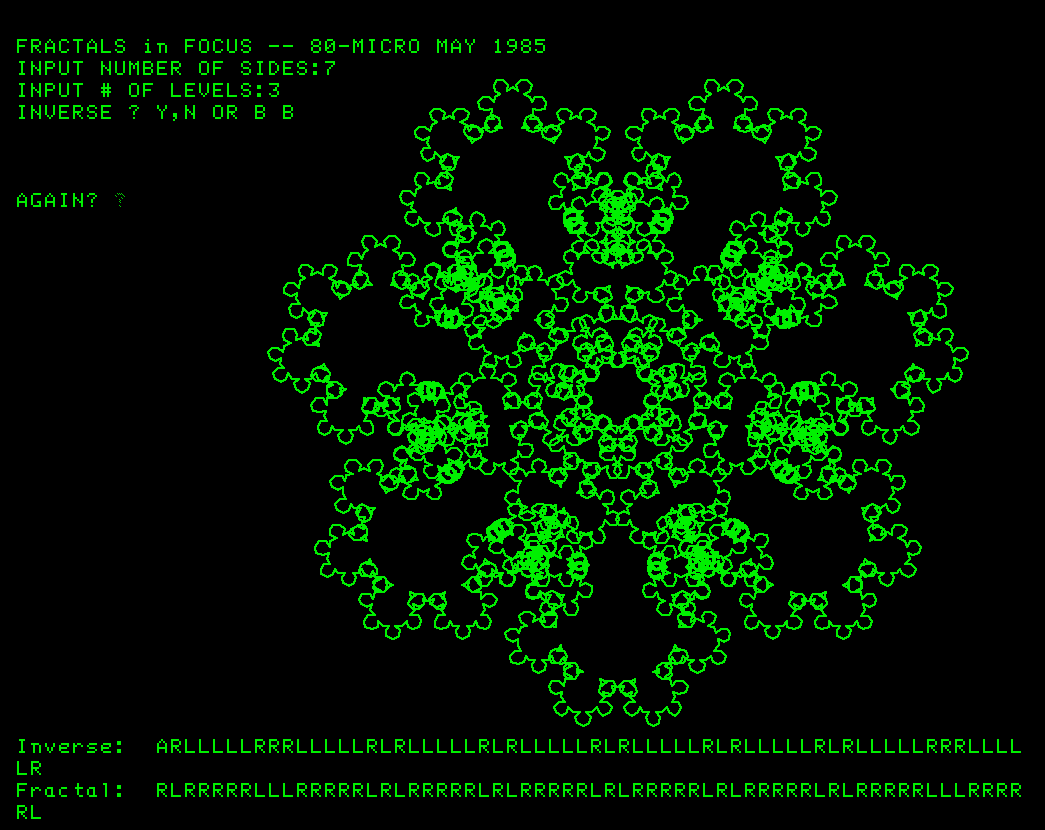 FRACTALS in FOCUS -- 80-MICRO MAY 1985
INPUT NUMBER OF SIDES:7
INPUT # OF LEVELS:3
INVERSE ? Y,N OR B B
AGAIN? ?
Inverse:  ARLLLLLRRRLLLLLRLRLLLLLRLRLLLLLRLRLLLLLRLRLLLLLRLRLLLLLRRRLLLL
LR
Fractal:  RLRRRRRLLLRRRRRLRLRRRRRLRLRRRRRLRLRRRRRLRLRRRRRLRLRRRRRLLLRRRR
RL